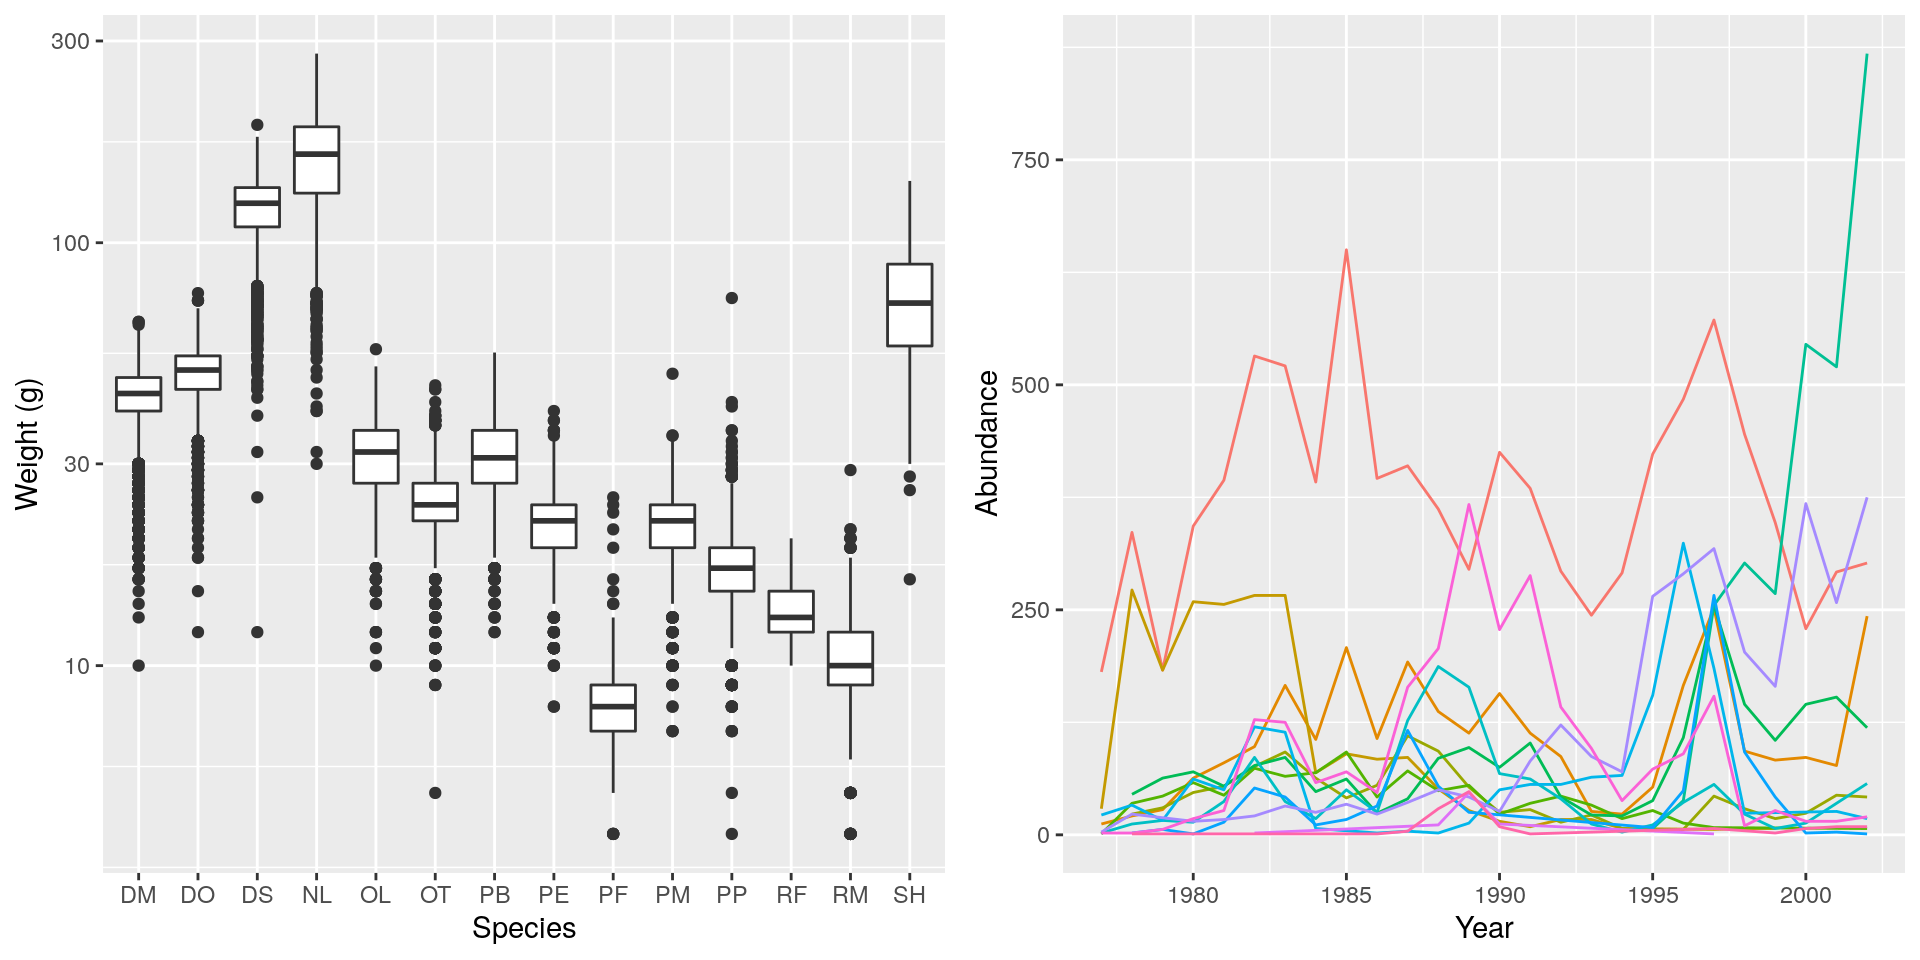 300
100
30
10
Weight (g)
DM DO DS NL OL OT PB PE PF PM PP RF RM SH
Species
750
500
250
0
Abundance
1980 1985 1990 1995 2000
Year